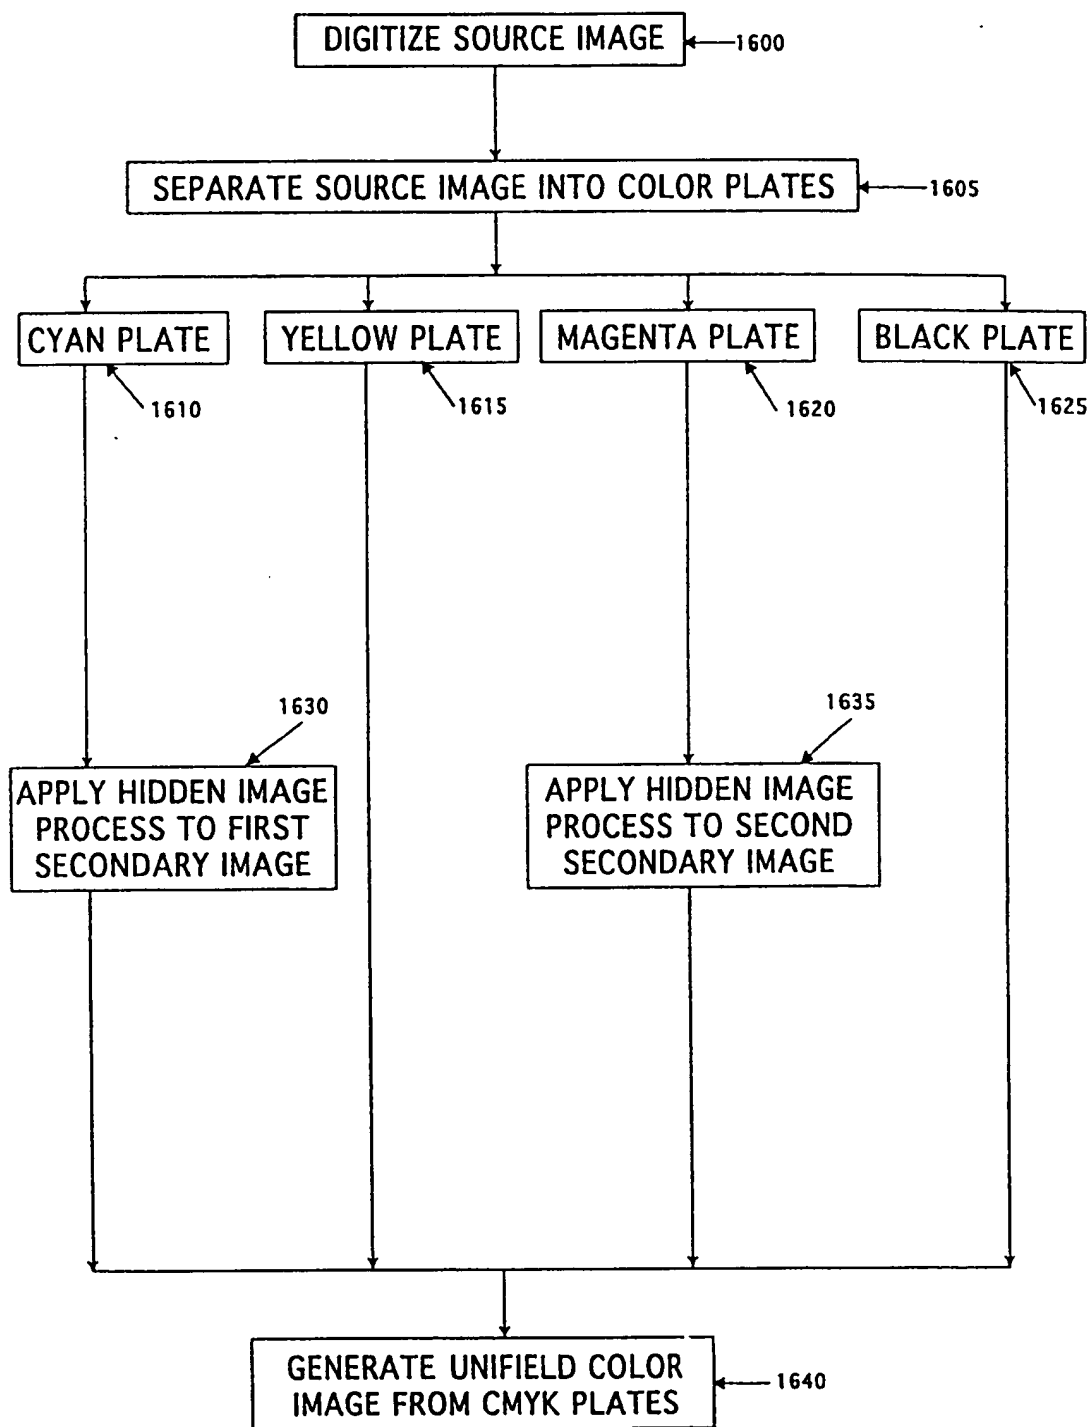 DIGITIZE SOURCE IMAGE
1600
SEPARATE SOURCE IMAGE INTO COLOR PLATES
1605
CYAN PLATE
YELLOW PLATE
MAGENTA PLATE
BLACK PLATE
1610
1615
1620
1625
1630
1635
APPLY HIDDEN IMAGE
PROCESS TO FIRST
SECONDARY IMAGE
APPLY HIDDEN IMAGE
PROCESS TO SECOND
SECONDARY IMAGE
GENERATE UNIFIELD COLOR
IMAGE FROM CMYK PLATES
1640